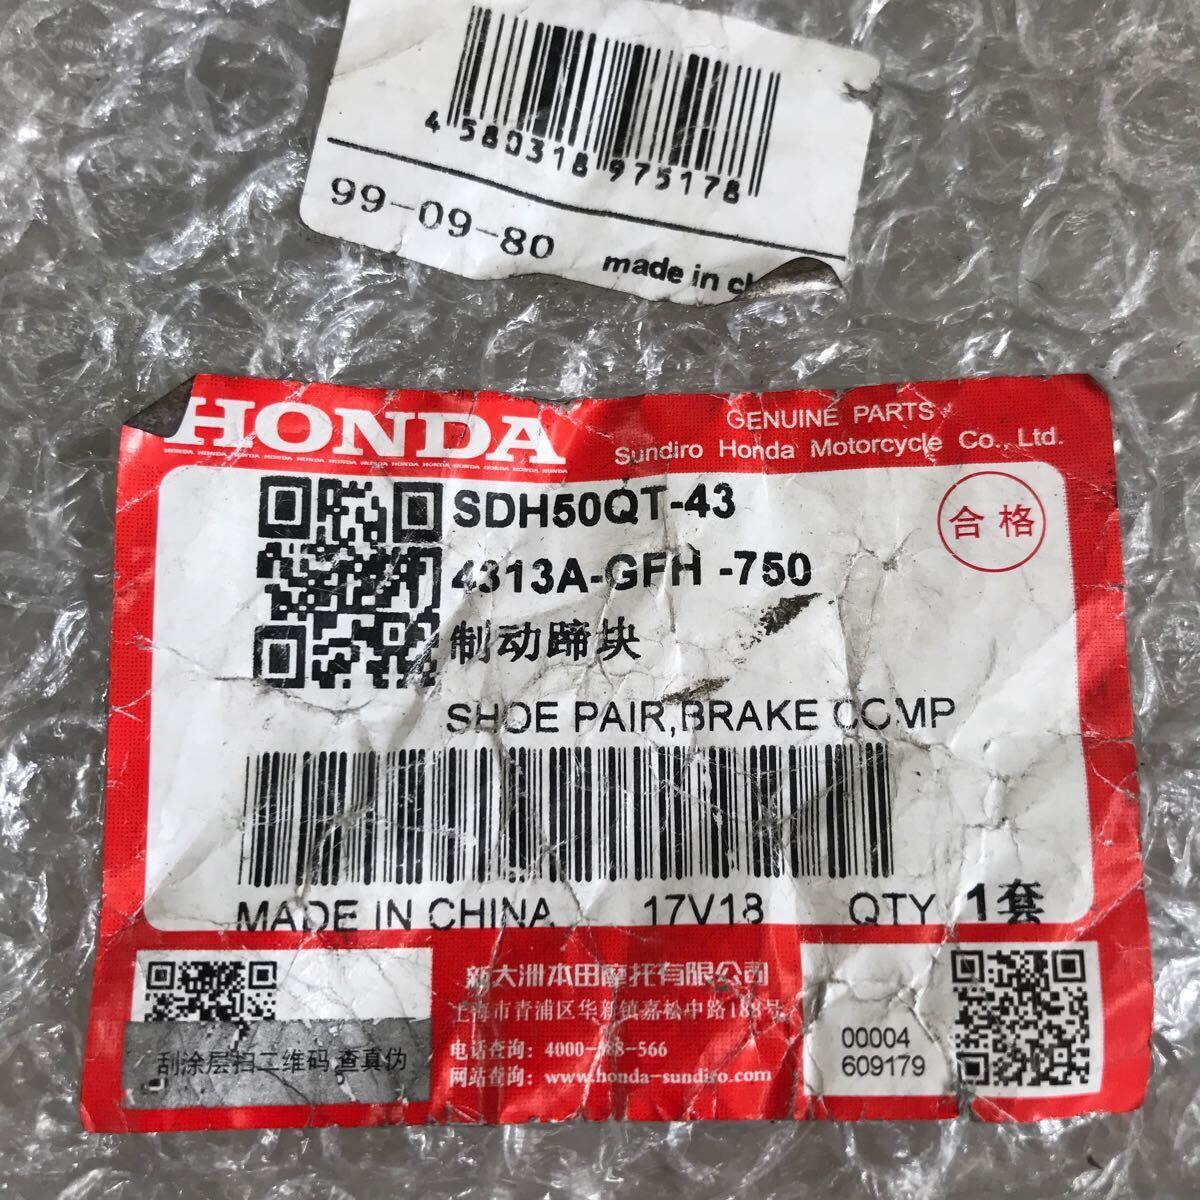 4 580318 975178
99-09-80 made in
HONDA
GENUINE PARTS
Sundiro Honda Motorcycle Co., Ltd.
SDH50QT-43
合格
4313A-GFH -750
制动蹄块
SHOE PAIR,BRAKE COMP
MADE IN CHINA 17V18 QTY 1套
新大洲本田摩托有限公司
上海市青浦区华新镇嘉松中路188号
电话查询:
网站查询: www.honda-sundiro.com
刮涂层扫二维码 查真伪
00004
609179